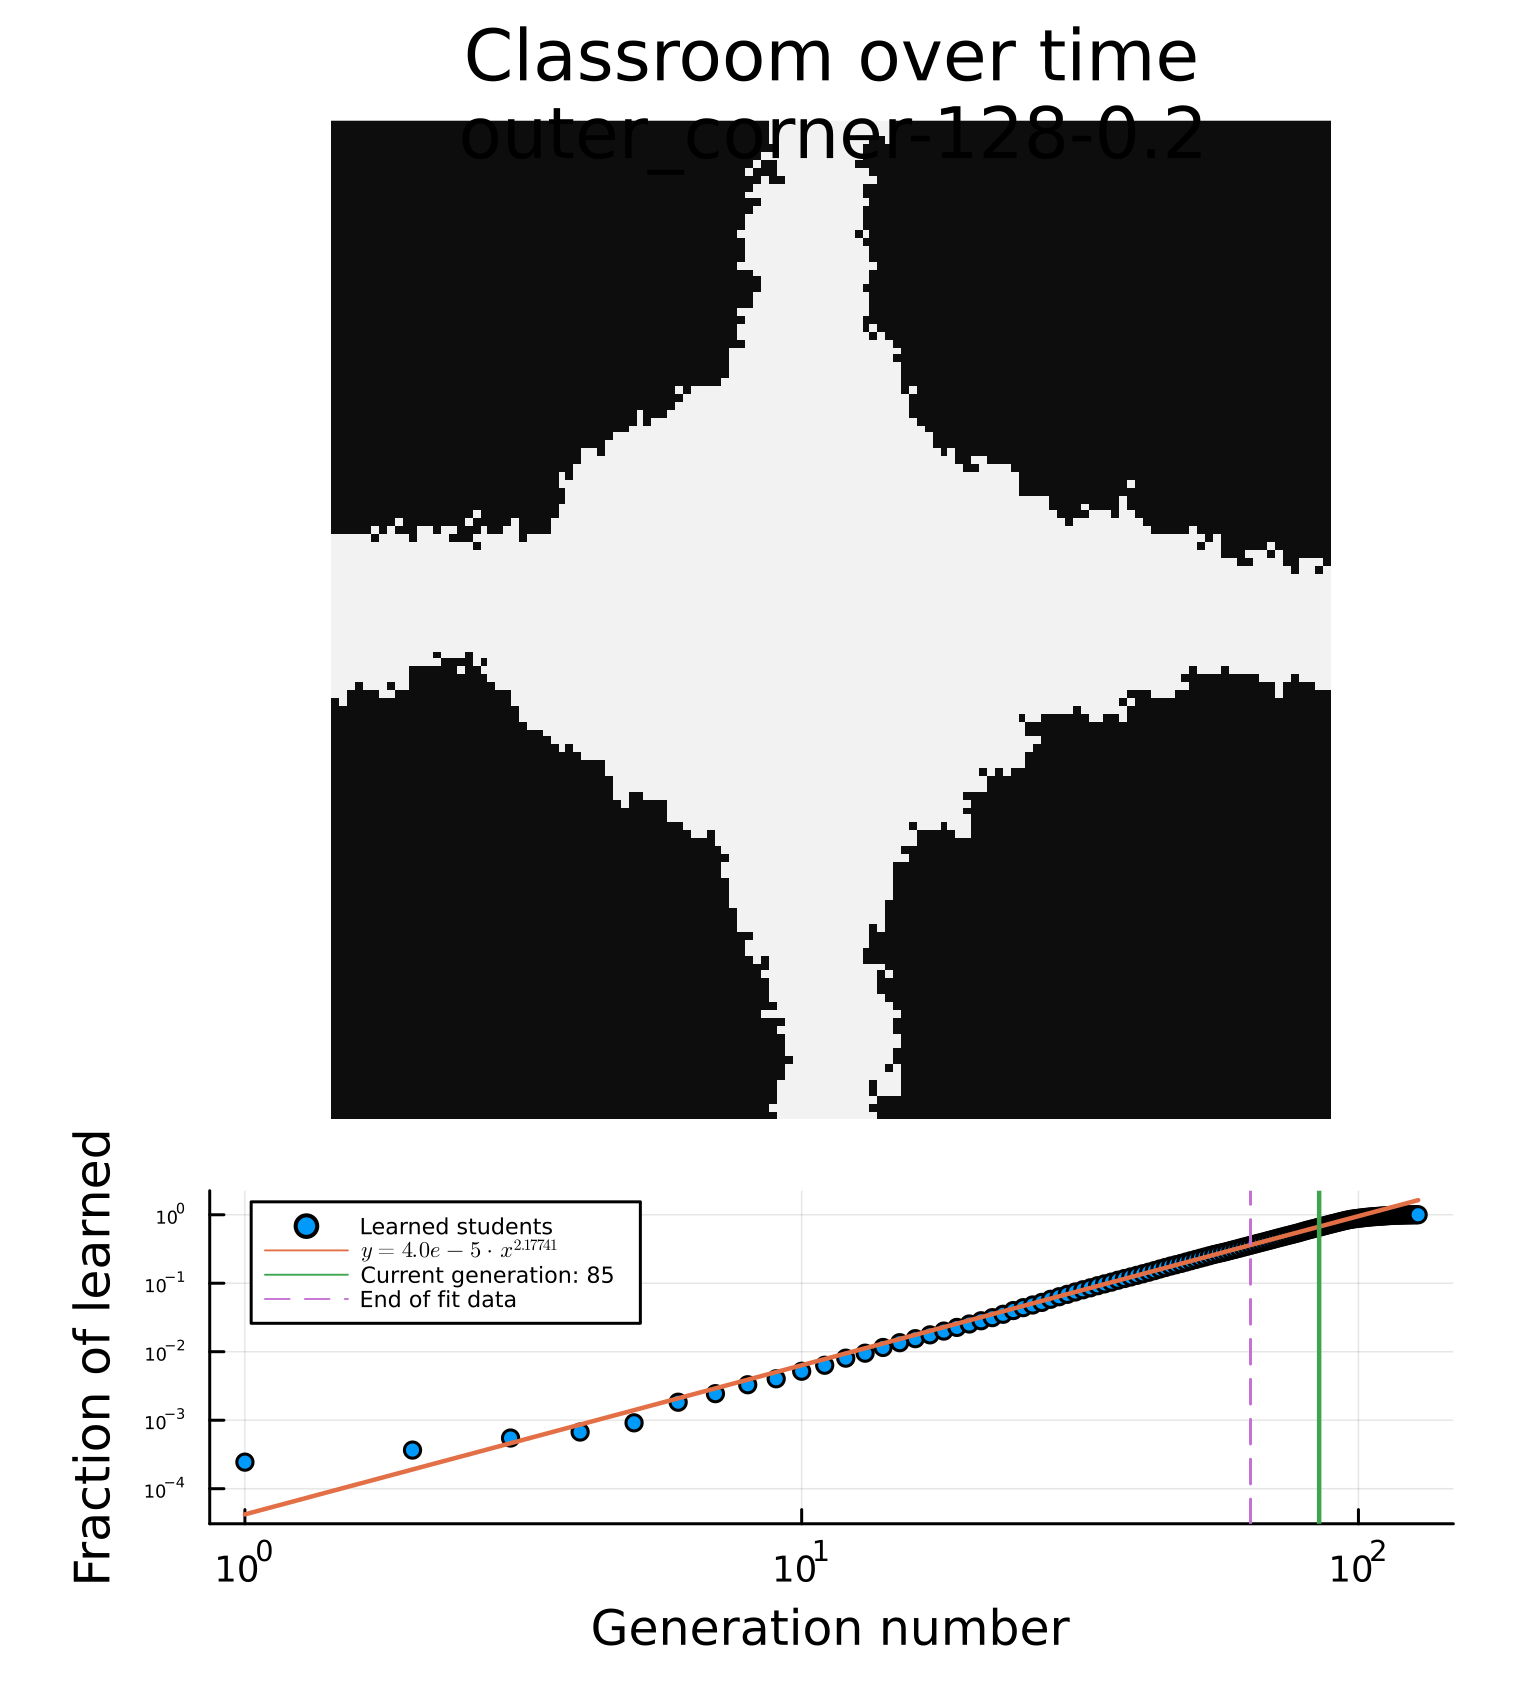 Classroom over time
outer_corner-128-0.2
Fraction of learned
10^0
10^-1
10^-2
10^-3
10^-4
Learned students
y = 4.0e − 5 · x^2.17741
Current generation: 85
End of fit data
10^0 10^1 10^2
Generation number